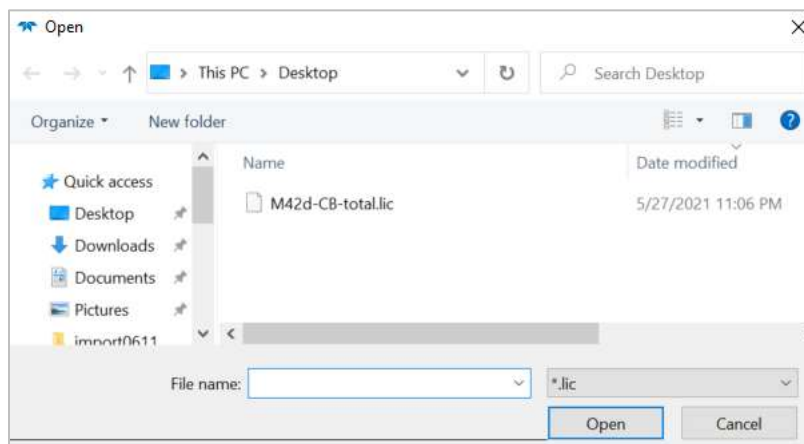 Open
This PC > Desktop
Search Desktop
Organize
New folder
Name
Date modified
Quick access
Desktop
Downloads
Documents
Pictures
import0611
M42d-CB-total.lic
5/27/2021 11:06 PM
File name:
*.lic
Open
Cancel